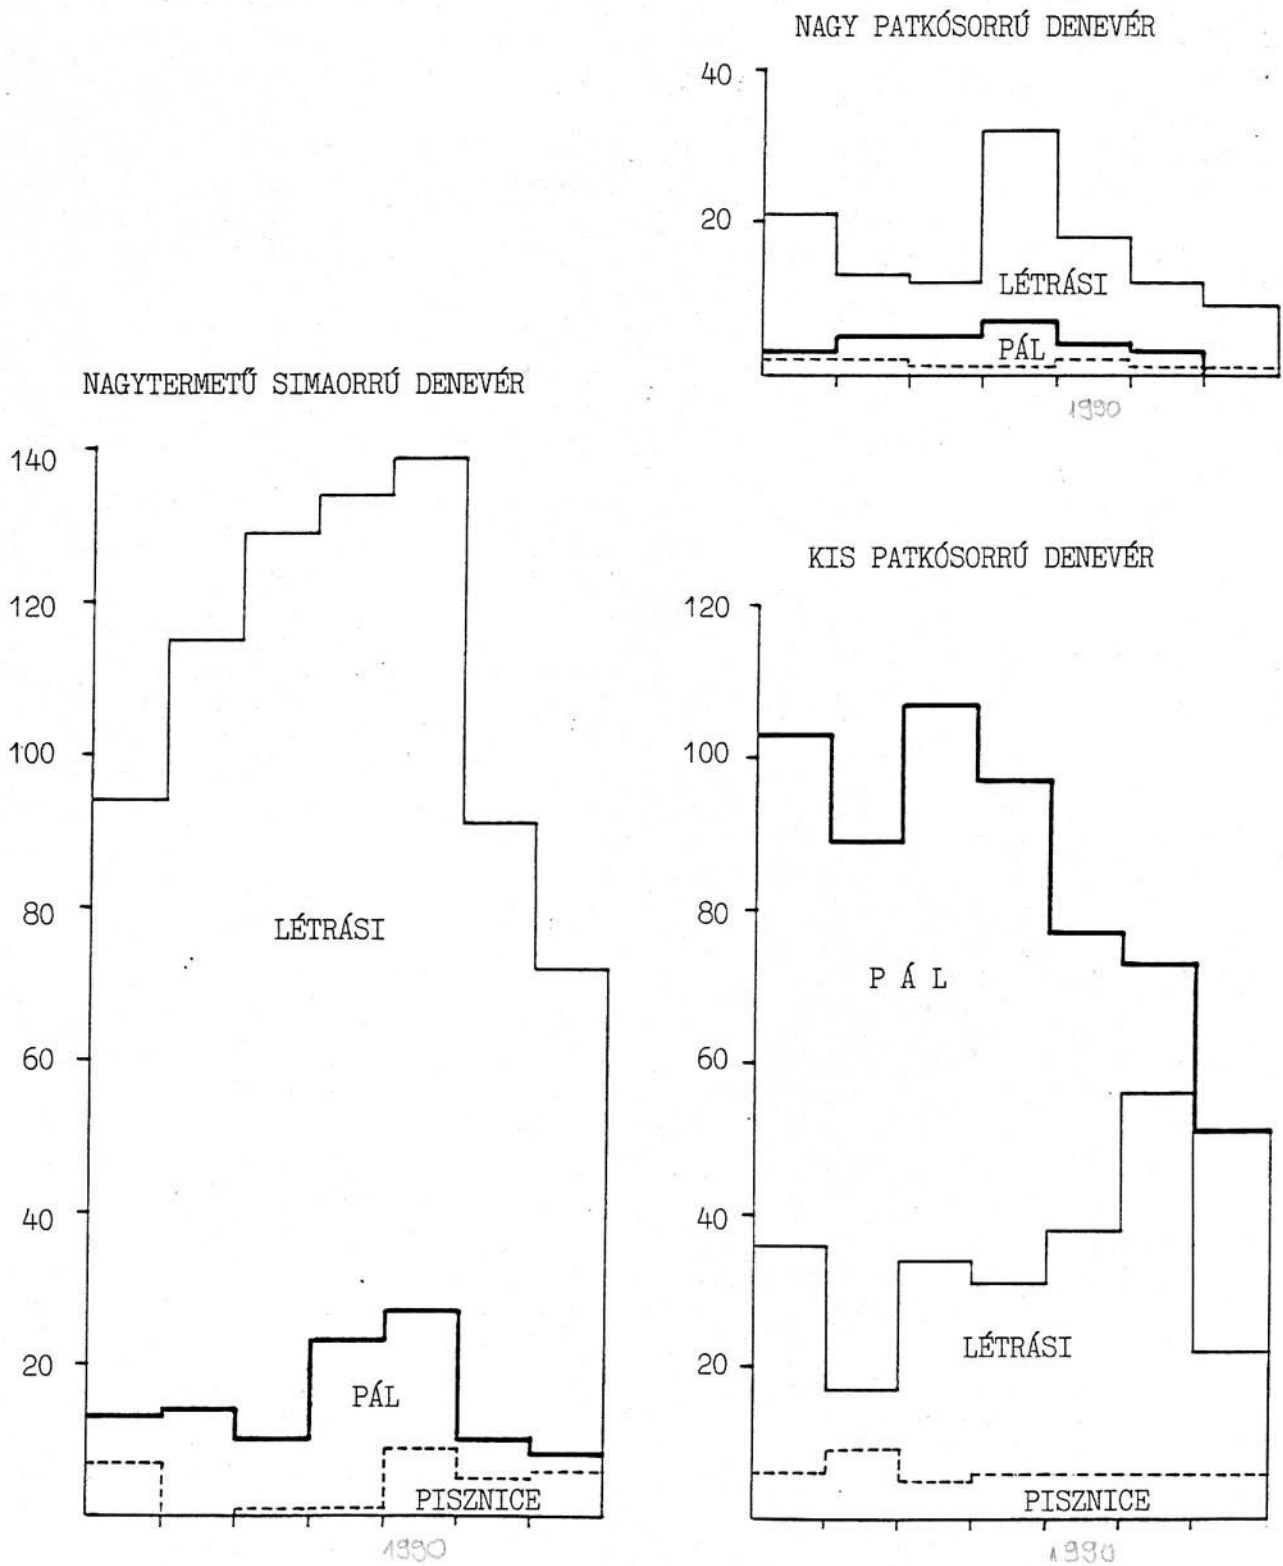 NAGY PATKÓSORRÚ DENEVÉR
40
20
LÉTRÁSI
PÁL
1990
NAGYTERMETŰ SIMAORRÚ DENEVÉR
140
120
100
80
60
40
20
LÉTRÁSI
PÁL
PISZNICE
1990
KIS PATKÓSORRÚ DENEVÉR
120
100
80
60
40
20
P Á L
LÉTRÁSI
PISZNICE
1990